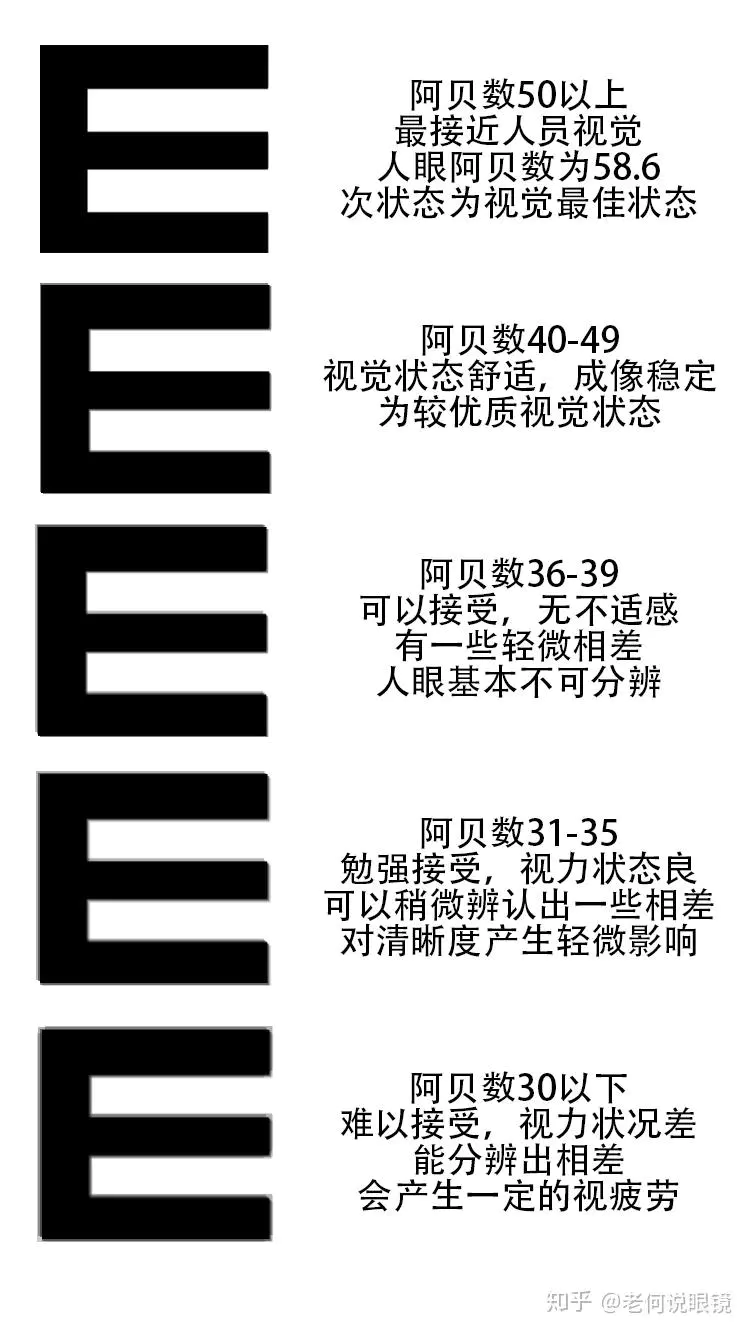 E
阿贝数50以上
最接近人员视觉
人眼阿贝数为58.6
次状态为视觉最佳状态
E
阿贝数40-49
视觉状态舒适，成像稳定
为较优质视觉状态
E
阿贝数36-39
可以接受，无不适感
有一些轻微相差
人眼基本不可分辨
E
阿贝数31-35
勉强接受，视力状态良
可以稍微辨认出一些相差
对清晰度产生轻微影响
E
阿贝数30以下
难以接受，视力状况差
能分辨出相差
会产生一定的视疲劳
知乎 @老何说眼镜